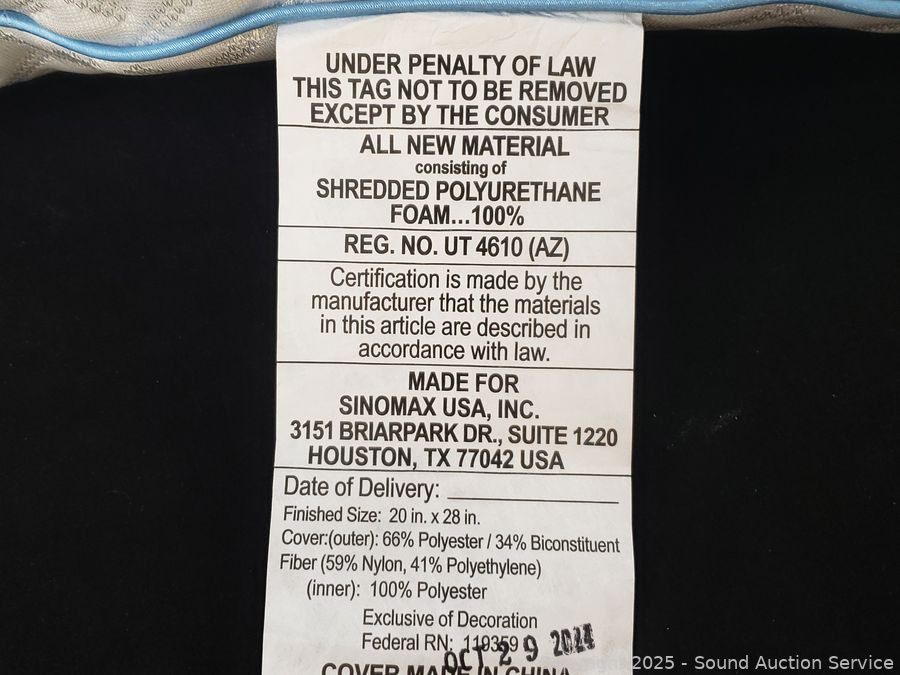 UNDER PENALTY OF LAW
THIS TAG NOT TO BE REMOVED
EXCEPT BY THE CONSUMER
ALL NEW MATERIAL
consisting of
SHREDDED POLYURETHANE
FOAM...100%
REG. NO. UT 4610 (AZ)
Certification is made by the
manufacturer that the materials
in this article are described in
accordance with law.
MADE FOR
SINOMAX USA, INC.
3151 BRIARPARK DR., SUITE 1220
HOUSTON, TX 77042 USA
Date of Delivery:
Finished Size: 20 in. x 28 in.
Cover:(outer): 66% Polyester / 34% Biconstituent
Fiber (59% Nylon, 41% Polyethylene)
(inner): 100% Polyester
Exclusive of Decoration
Federal RN: 119359
OCT 29 2024
COVER MADE IN CHINA
2025 - Sound Auction Service